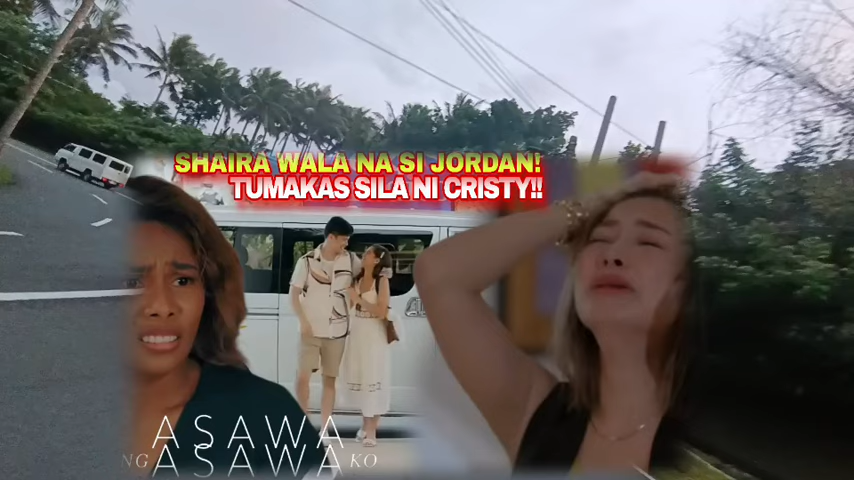 SHAIRA WALA NA SI JORDAN!
TUMAKAS SILA NI CRISTY!!
ASAWA
NG ASAWA KO